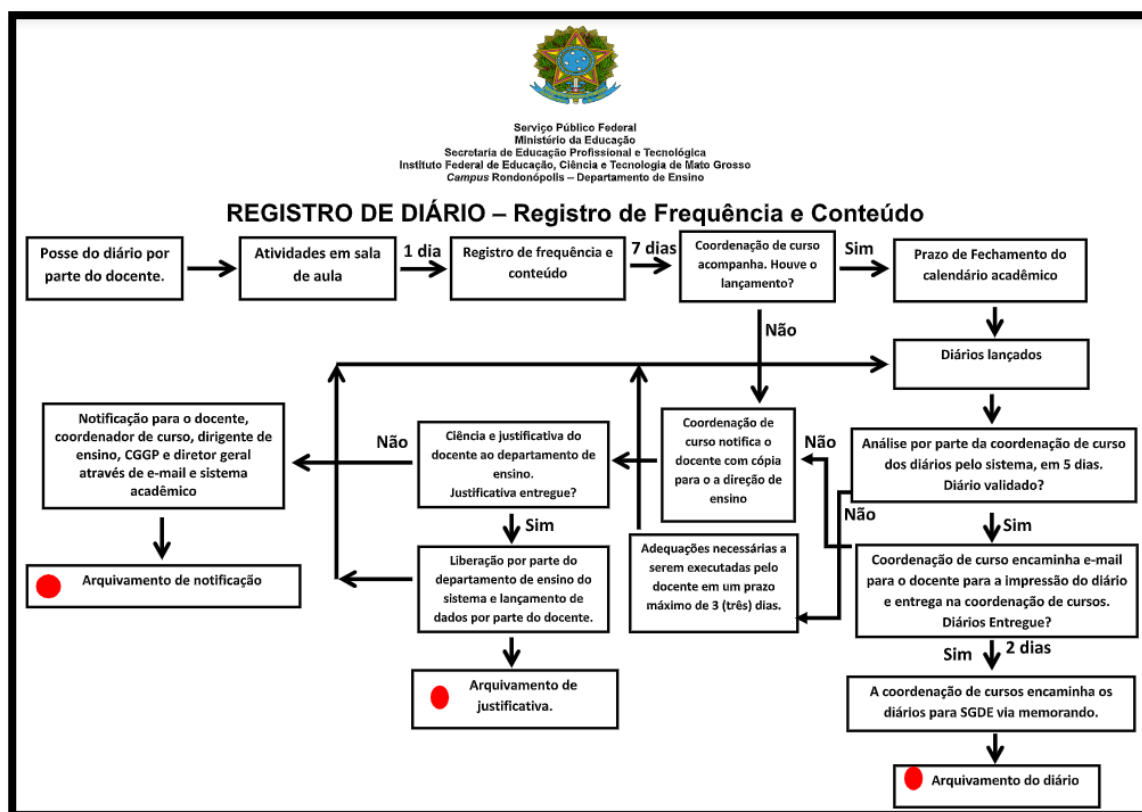 Serviço Público Federal
Ministério da Educação
Secretaria de Educação Profissional e Tecnológica
Instituto Federal de Educação, Ciência e Tecnologia de Mato Grosso
Campus Rondonópolis – Departamento de Ensino
REGISTRO DE DIÁRIO – Registro de Frequência e Conteúdo
Posse do diário por
parte do docente.
Atividades em sala
de aula
1 dia
Registro de frequência e
conteúdo
7 dias
Coordenação de curso
acompanha. Houve o
lançamento?
Sim
Prazo de Fechamento do
calendário acadêmico
Não
Diários lançados
Notificação para o docente,
coordenador de curso, dirigente de
ensino, CGGP e diretor geral
através de e-mail e sistema
acadêmico
Não
Ciência e justificativa do
docente ao departamento de
ensino.
Justificativa entregue?
Coordenação de
curso notifica o
docente com cópia
para o a direção de
ensino
Não
Análise por parte da coordenação de curso
dos diários pelo sistema, em 5 dias.
Diário validado?
Não
Sim
Sim
Arquivamento de notificação
Liberação por parte do
departamento de ensino do
sistema e lançamento de
dados por parte do docente.
Adequações necessárias a
serem executadas pelo
docente em um prazo
máximo de 3 (três) dias.
Coordenação de curso encaminha e-mail
para o docente para a impressão do diário
e entrega na coordenação de cursos.
Diários Entregue?
Sim
2 dias
Arquivamento de
justificativa.
A coordenação de cursos encaminha os
diários para SGDE via memorando.
Arquivamento do diário